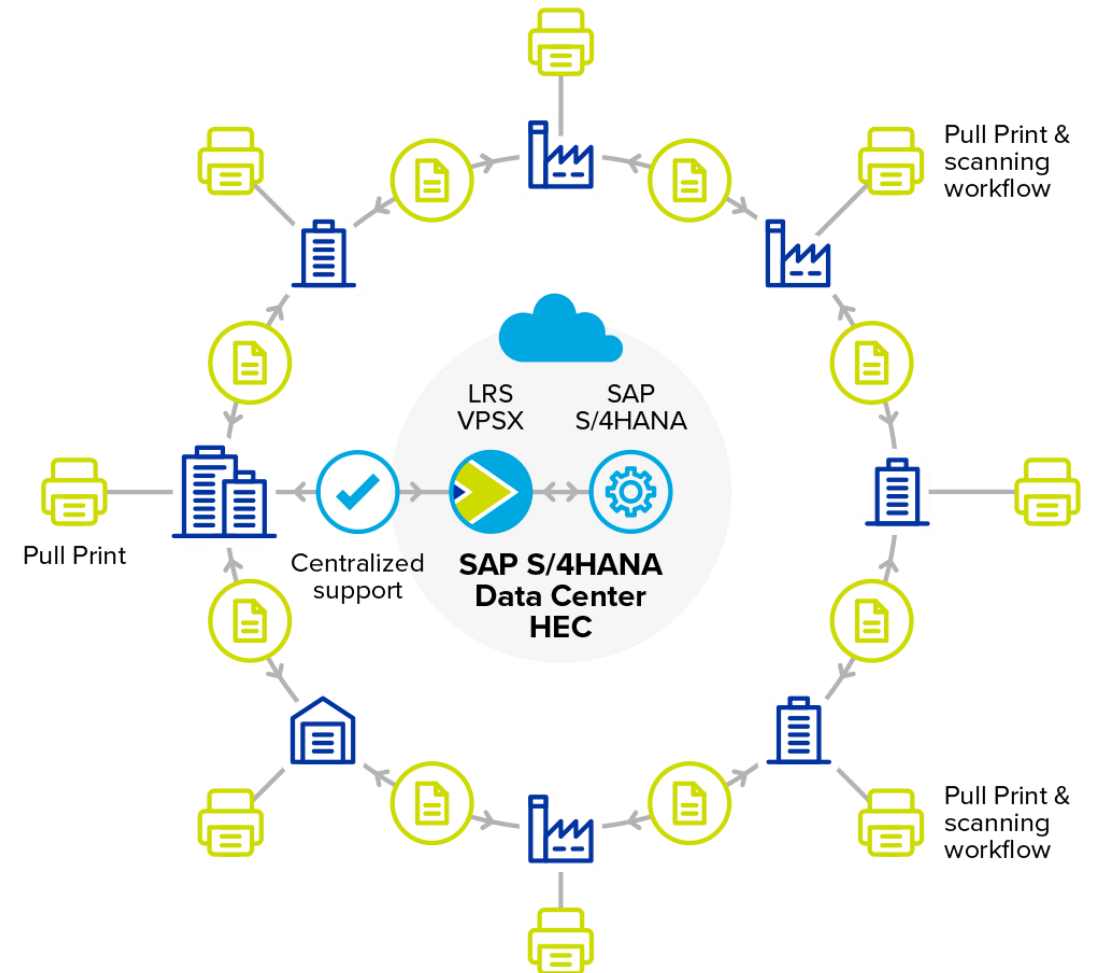 Pull Print &
scanning
workflow
LRS
VPSX
SAP
S/4HANA
Pull Print
Centralized
support
SAP S/4HANA
Data Center
HEC
Pull Print &
scanning
workflow